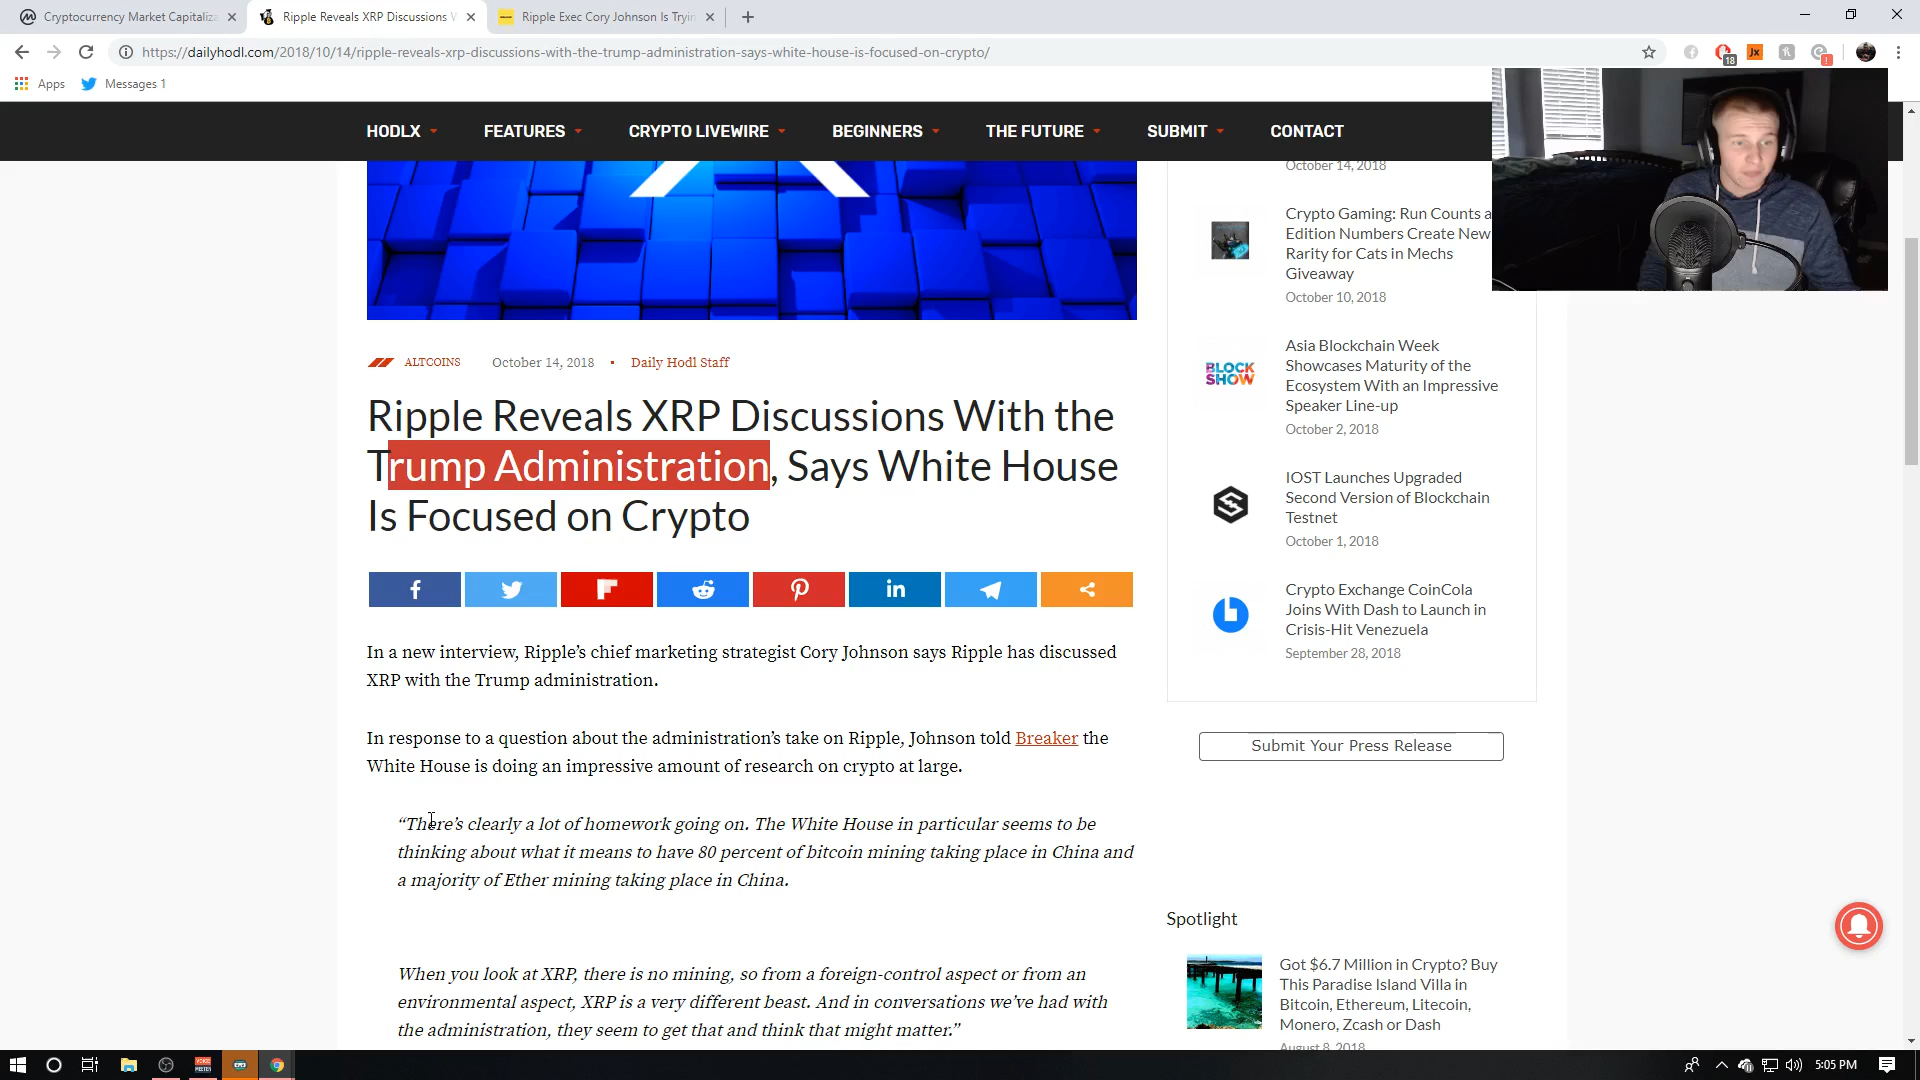 Cryptocurrency Market Capitaliza
Ripple Reveals XRP Discussions W
Ripple Exec Cory Johnson Is Tryin
https://dailyhodl.com/2018/10/14/ripple-reveals-xrp-discussions-with-the-trump-administration-says-white-house-is-focused-on-crypto/
18
Jx
Apps
Messages 1
HODLX
FEATURES
CRYPTO LIVEWIRE
BEGINNERS
THE FUTURE
SUBMIT
CONTACT
ALTCOINS
October 14, 2018
Daily Hodl Staff
Ripple Reveals XRP Discussions With the
Trump Administration, Says White House
Is Focused on Crypto
In a new interview, Ripple’s chief marketing strategist Cory Johnson says Ripple has discussed
XRP with the Trump administration.
In response to a question about the administration’s take on Ripple, Johnson told Breaker the
White House is doing an impressive amount of research on crypto at large.
“There’s clearly a lot of homework going on. The White House in particular seems to be
thinking about what it means to have 80 percent of bitcoin mining taking place in China and
a majority of Ether mining taking place in China.
When you look at XRP, there is no mining, so from a foreign-control aspect or from an
environmental aspect, XRP is a very different beast. And in conversations we’ve had with
the administration, they seem to get that and think that might matter.”
October 14, 2018
Crypto Gaming: Run Counts a
Edition Numbers Create New
Rarity for Cats in Mechs
Giveaway
October 10, 2018
BLOCK
SHOW
Asia Blockchain Week
Showcases Maturity of the
Ecosystem With an Impressive
Speaker Line-up
October 2, 2018
IOST Launches Upgraded
Second Version of Blockchain
Testnet
October 1, 2018
Crypto Exchange CoinCola
Joins With Dash to Launch in
Crisis-Hit Venezuela
September 28, 2018
Submit Your Press Release
Spotlight
Got $6.7 Million in Crypto? Buy
This Paradise Island Villa in
Bitcoin, Ethereum, Litecoin,
Monero, Zcash or Dash
August 8, 2018
5:05 PM